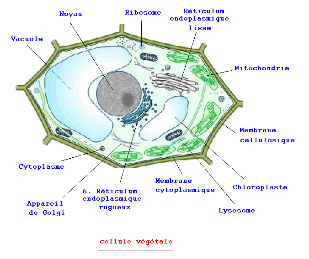 Noyau
Ribosome
Réticulum
endoplasmique
lisse
Vacuole
Mitochondrie
Membrane
cellulosique
Cytoplasme
Membrane
cytoplasmique
Chloroplaste
Appareil
de Golgi
6. Réticulum
endoplasmique
rugueux
Lysosome
cellule végétale